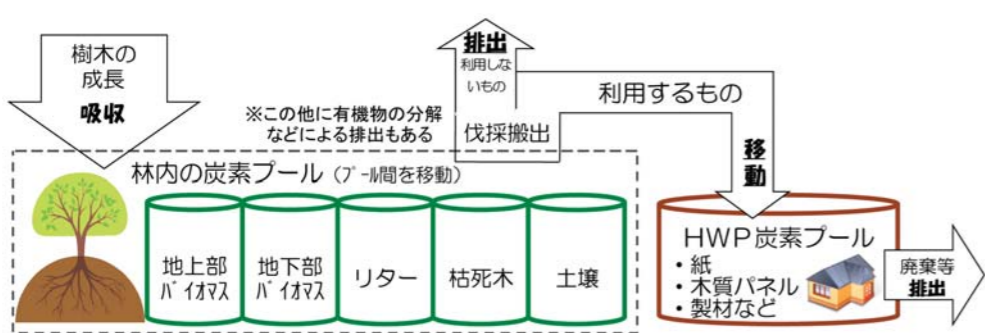 樹木の
成長
吸収
排出
利用しな
いもの
利用するもの
※この他に有機物の分解
などによる排出もある
伐採搬出
移動
林内の炭素プール（ﾌﾟｰﾙ間を移動）
地上部
ﾊﾞｲｵﾏｽ
地下部
ﾊﾞｲｵﾏｽ
リター
枯死木
土壌
HWP炭素プール
・紙
・木質パネル
・製材など
廃棄等
排出